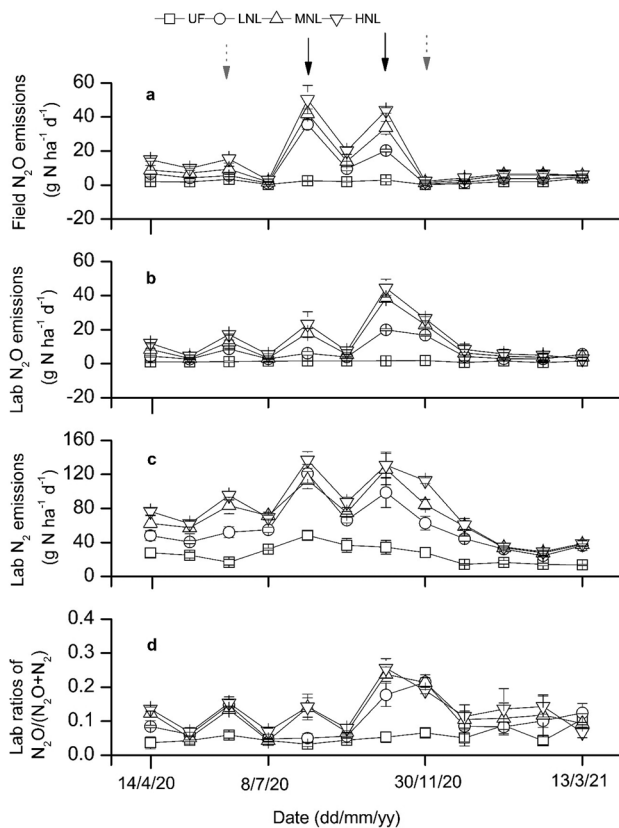 UF LNL MNL HNL
a
60
40
20
0
-20
Field N₂O emissions
(g N ha⁻¹ d⁻¹)
b
60
40
20
0
-20
Lab N₂O emissions
(g N ha⁻¹ d⁻¹)
c
160
120
80
40
0
Lab N₂ emissions
(g N ha⁻¹ d⁻¹)
d
0.4
0.3
0.2
0.1
0.0
Lab ratios of
N₂O/(N₂O+N₂)
14/4/20 8/7/20 30/11/20 13/3/21
Date (dd/mm/yy)